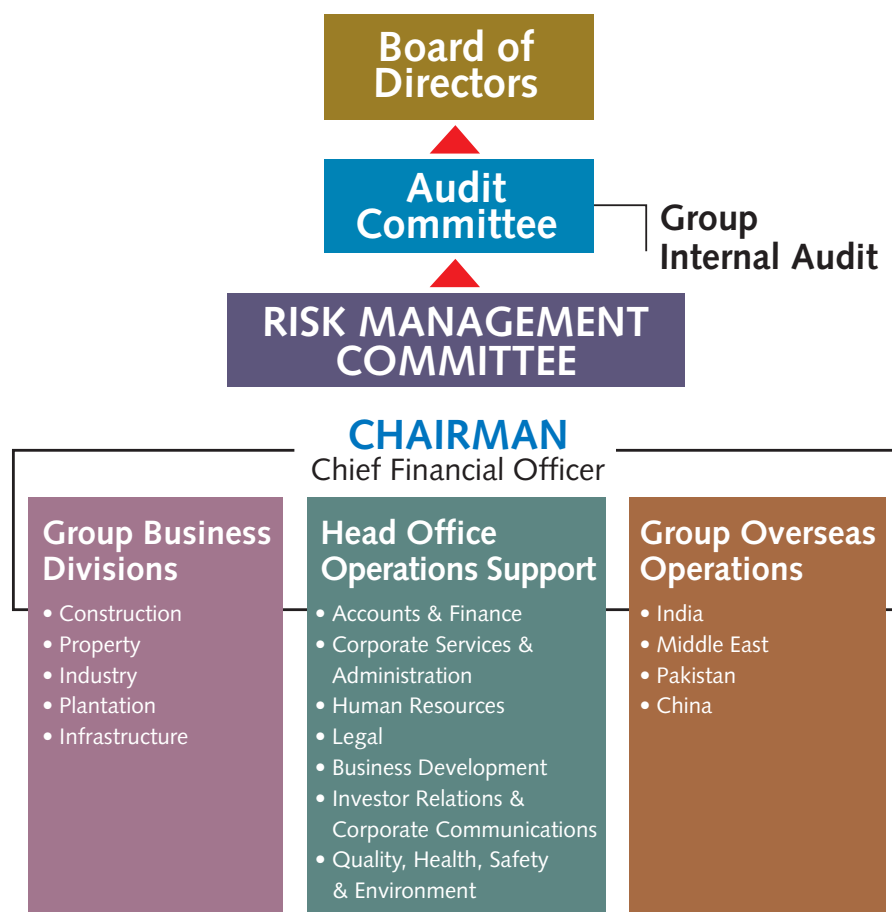 Board of
Directors
Audit
Committee
Group
Internal Audit
RISK MANAGEMENT
COMMITTEE
CHAIRMAN
Chief Financial Officer
Group Business
Divisions
• Construction
• Property
• Industry
• Plantation
• Infrastructure
Head Office
Operations Support
• Accounts & Finance
• Corporate Services &
Administration
• Human Resources
• Legal
• Business Development
• Investor Relations &
Corporate Communications
• Quality, Health, Safety
& Environment
Group Overseas
Operations
• India
• Middle East
• Pakistan
• China